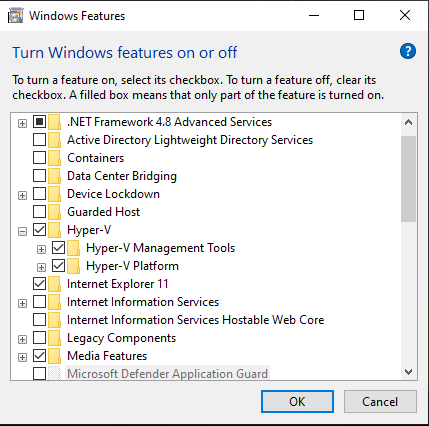 Windows Features
Turn Windows features on or off
To turn a feature on, select its checkbox. To turn a feature off, clear its
checkbox. A filled box means that only part of the feature is turned on.
.NET Framework 4.8 Advanced Services
Active Directory Lightweight Directory Services
Containers
Data Center Bridging
Device Lockdown
Guarded Host
Hyper-V
Hyper-V Management Tools
Hyper-V Platform
Internet Explorer 11
Internet Information Services
Internet Information Services Hostable Web Core
Legacy Components
Media Features
Microsoft Defender Application Guard
OK
Cancel